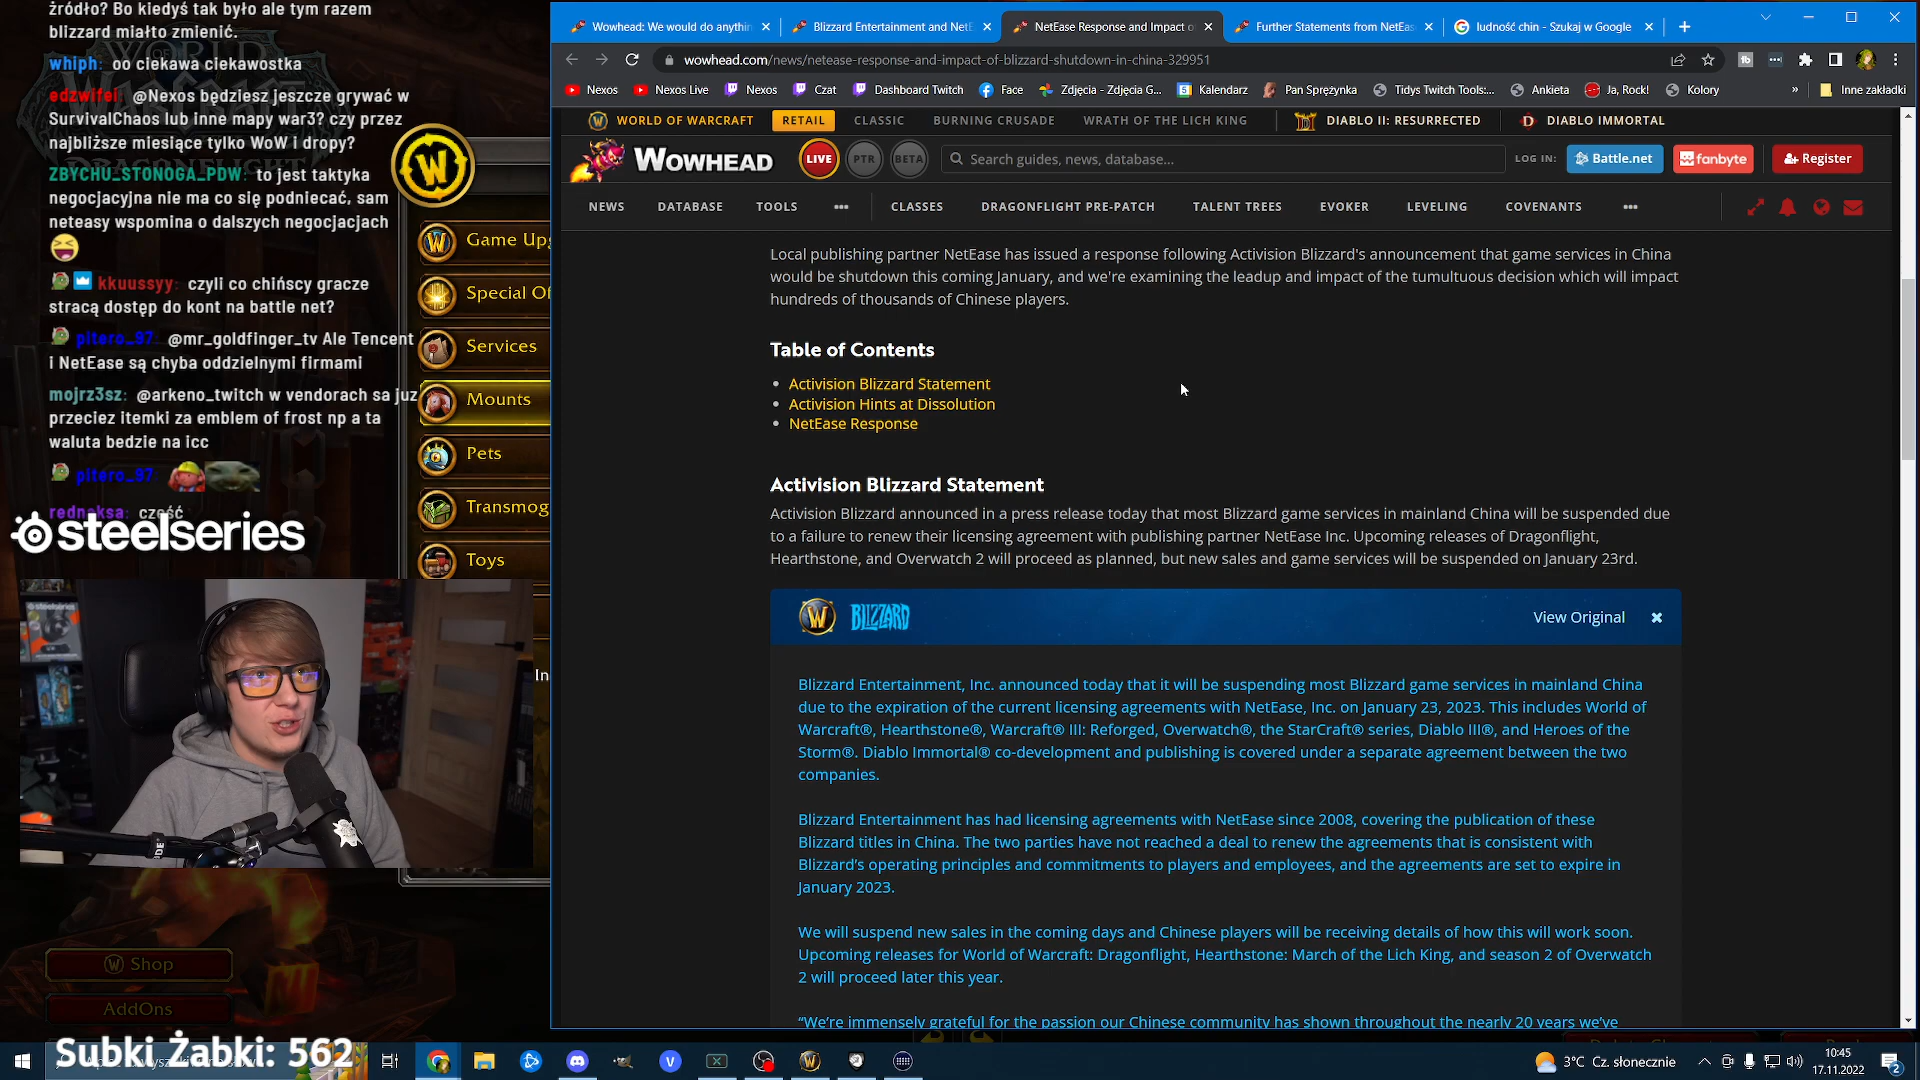 źródło? Bo kiedyś tak było ale tym razem
blizzard miałto zmienić.
whiph: oo ciekawa ciekawostka
edzwifei: @Nexos będziesz jeszcze grywać w
SurvivalChaos lub inne mapy war3? czy przez
najbliższe miesiące tylko WoW i dropy?
ZBYCHU_STONOGA_PDW: to jest taktyka
negocjacyjna nie ma co się podniecać, sam
neteasy wspomina o dalszych negocjacjach
kkuussyy: czyli co chińscy gracze
stracą dostęp do kont na battle net?
pitero_97: @mr_goldfinger_tv Ale Tencent
i NetEase są chyba oddzielnymi firmami
mojrz3sz: @arkeno_twitch w vendorach sa juz
przeciez itemki za emblem of frost np a ta
waluta bedzie na icc
pitero_97:
rednaksa: cześć
steelseries
Game Upg
Special Of
Services
Mounts
Pets
Transmog
Toys
In
Shop
AddOns
Subki Żabki: 562
Wowhead: We would do anythin
Blizzard Entertainment and NetE
NetEase Response and Impact o
Further Statements from NetEas
ludność chin - Szukaj w Google
wowhead.com/news/netease-response-and-impact-of-blizzard-shutdown-in-china-329951
Nexos
Nexos Live
Nexos
Czat
Dashboard Twitch
Face
Zdjęcia - Zdjęcia G...
Kalendarz
Pan Sprężynka
Tidys Twitch Tools:...
Ankieta
Ja, Rock!
Kolory
»
Inne zakładki
WORLD OF WARCRAFT RETAIL CLASSIC BURNING CRUSADE WRATH OF THE LICH KING DIABLO II: RESURRECTED DIABLO IMMORTAL
WOWHEAD LIVE PTR BETA Search guides, news, database... LOG IN: Battle.net fanbyte Register
NEWS DATABASE TOOLS ••• CLASSES DRAGONFLIGHT PRE-PATCH TALENT TREES EVOKER LEVELING COVENANTS •••
Local publishing partner NetEase has issued a response following Activision Blizzard's announcement that game services in China
would be shutdown this coming January, and we're examining the leadup and impact of the tumultuous decision which will impact
hundreds of thousands of Chinese players.
Table of Contents
• Activision Blizzard Statement
• Activision Hints at Dissolution
• NetEase Response
Activision Blizzard Statement
Activision Blizzard announced in a press release today that most Blizzard game services in mainland China will be suspended due
to a failure to renew their licensing agreement with publishing partner NetEase Inc. Upcoming releases of Dragonflight,
Hearthstone, and Overwatch 2 will proceed as planned, but new sales and game services will be suspended on January 23rd.
BLIZZARD View Original
Blizzard Entertainment, Inc. announced today that it will be suspending most Blizzard game services in mainland China
due to the expiration of the current licensing agreements with NetEase, Inc. on January 23, 2023. This includes World of
Warcraft®, Hearthstone®, Warcraft® III: Reforged, Overwatch®, the StarCraft® series, Diablo III®, and Heroes of the
Storm®. Diablo Immortal® co-development and publishing is covered under a separate agreement between the two
companies.
Blizzard Entertainment has had licensing agreements with NetEase since 2008, covering the publication of these
Blizzard titles in China. The two parties have not reached a deal to renew the agreements that is consistent with
Blizzard's operating principles and commitments to players and employees, and the agreements are set to expire in
January 2023.
We will suspend new sales in the coming days and Chinese players will be receiving details of how this will work soon.
Upcoming releases for World of Warcraft: Dragonflight, Hearthstone: March of the Lich King, and season 2 of Overwatch
2 will proceed later this year.
“We're immensely grateful for the passion our Chinese community has shown throughout the nearly 20 years we've
3°C Cz. słonecznie
10:45
17.11.2022
2